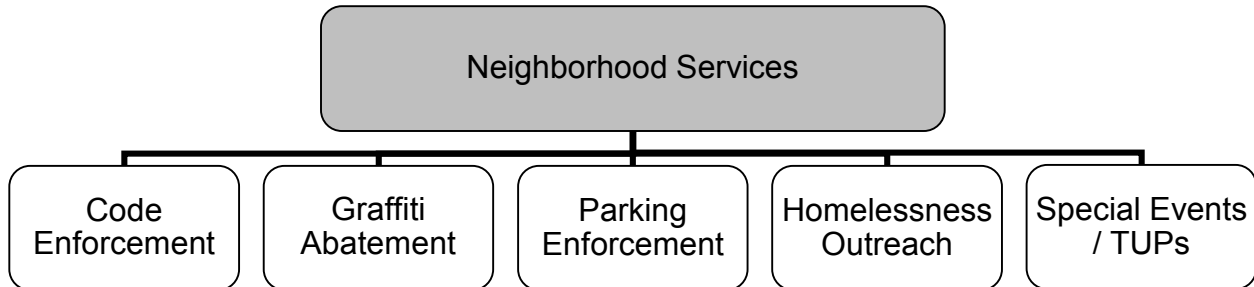 Neighborhood Services
Code
Enforcement
Graffiti
Abatement
Parking
Enforcement
Homelessness
Outreach
Special Events
/ TUPs